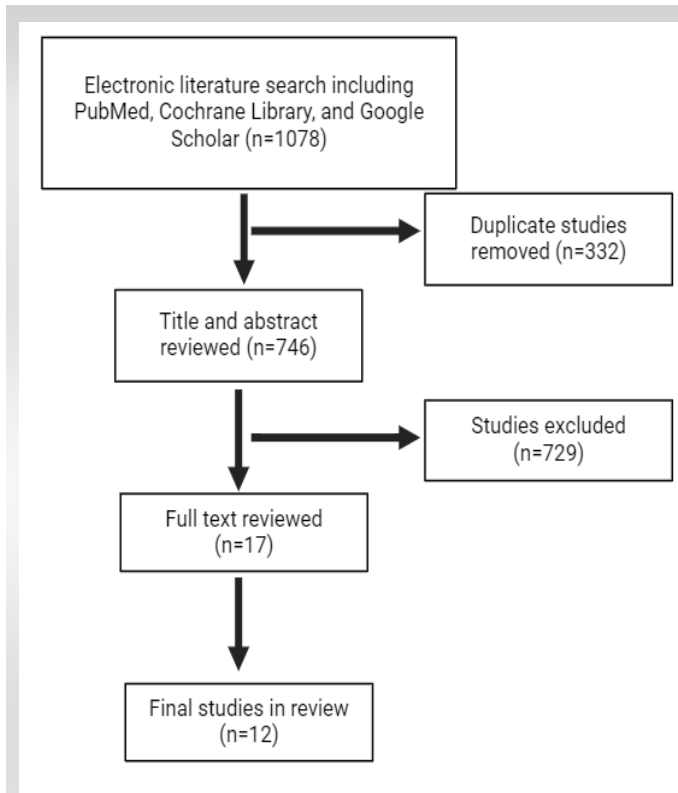 Electronic literature search including
PubMed, Cochrane Library, and Google
Scholar (n=1078)
Duplicate studies
removed (n=332)
Title and abstract
reviewed (n=746)
Studies excluded
(n=729)
Full text reviewed
(n=17)
Final studies in review
(n=12)